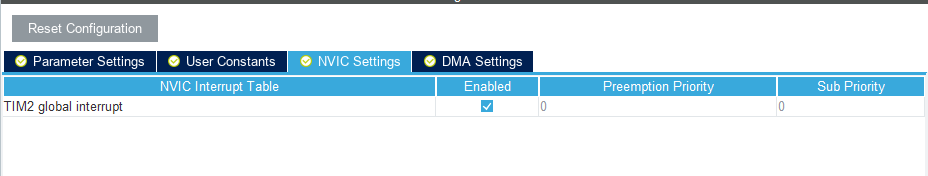 Reset Configuration
Parameter Settings User Constants NVIC Settings DMA Settings
NVIC Interrupt Table Enabled Preemption Priority Sub Priority
TIM2 global interrupt 0 0